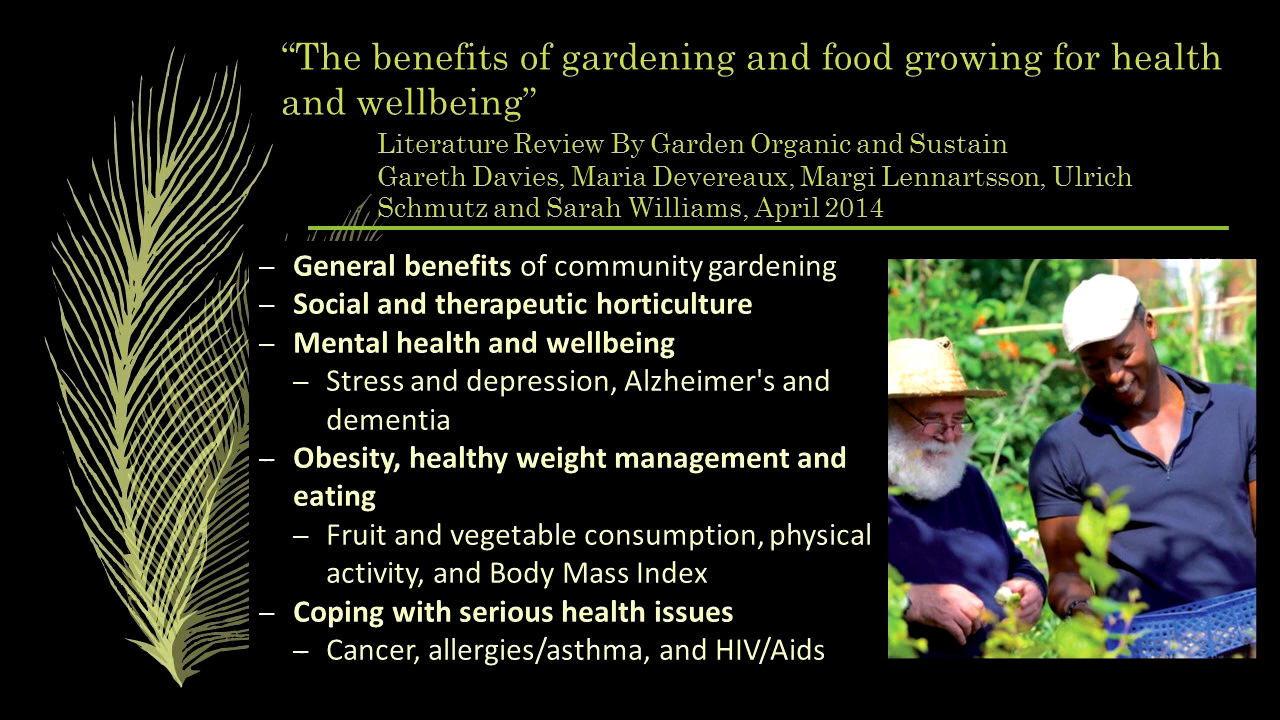 “The benefits of gardening and food growing for health
and wellbeing”
Literature Review By Garden Organic and Sustain
Gareth Davies, Maria Devereaux, Margi Lennartsson, Ulrich
Schmutz and Sarah Williams, April 2014
– General benefits of community gardening
– Social and therapeutic horticulture
– Mental health and wellbeing
– Stress and depression, Alzheimer's and
dementia
– Obesity, healthy weight management and
eating
– Fruit and vegetable consumption, physical
activity, and Body Mass Index
– Coping with serious health issues
– Cancer, allergies/asthma, and HIV/Aids